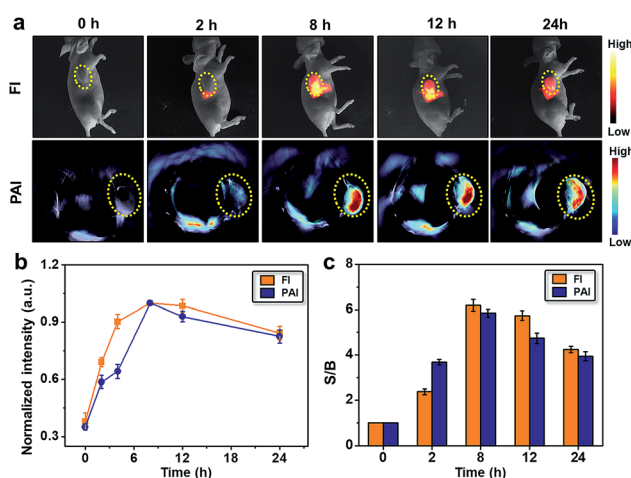 a
0 h
2 h
8 h
12 h
24h
FI
High
Low
PAI
High
Low
b
Normalized intensity (a.u.)
1.2
0.9
0.6
0.3
0
6
12
18
24
Time (h)
FI
PAI
c
S/B
8
6
4
2
0
0
2
8
12
24
Time (h)
FI
PAI